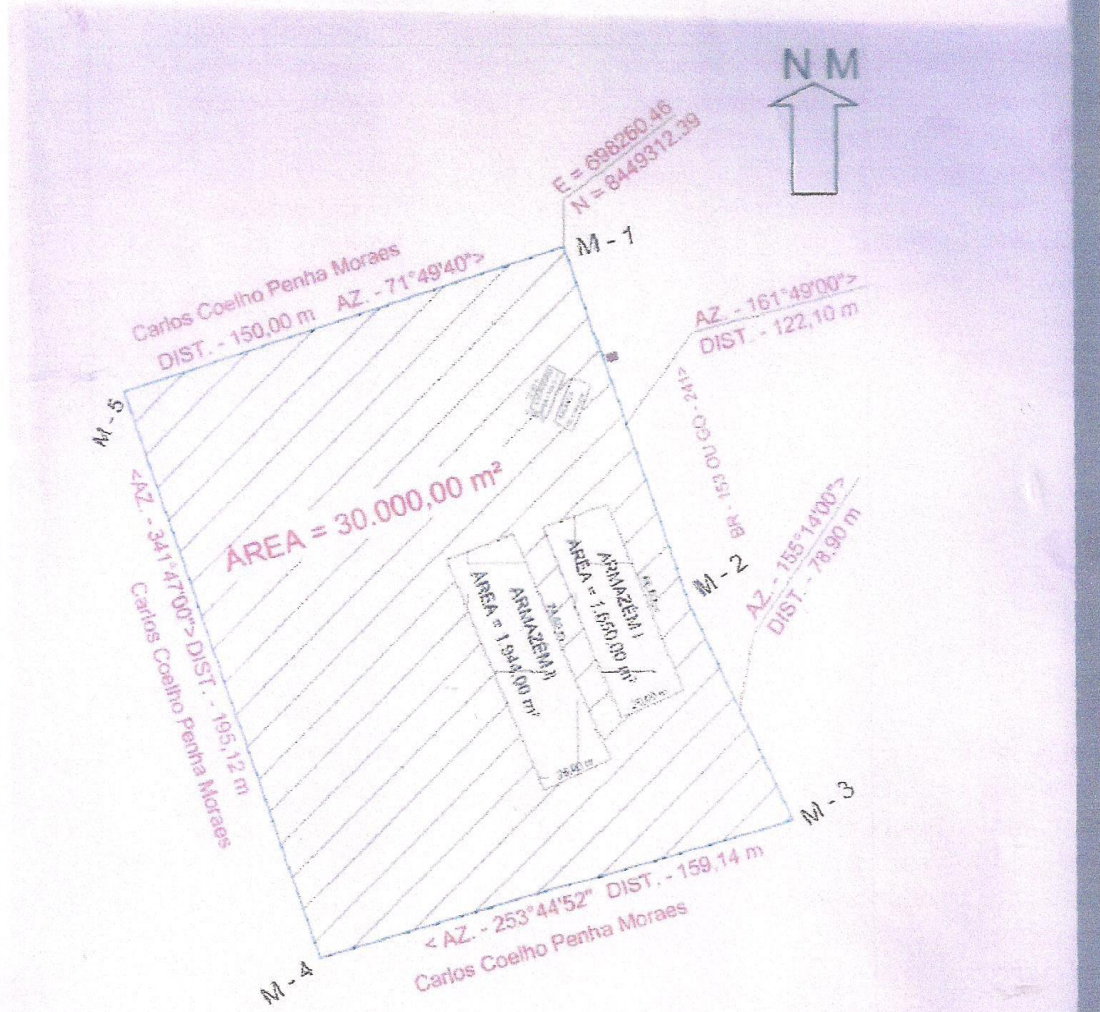 N M
E = 698260.46
N = 8449312.39
M - 1
Carlos Coelho Penha Moraes
DIST. - 150,00 m AZ. - 71°49'40">
AZ. - 161°49'00">
DIST. - 122,10 m
M - 5
BR - 153 OU GO - 241>
ÁREA = 30.000,00 m²
<AZ. - 341°47'00"> DIST. - 195,12 m
Carlos Coelho Penha Moraes
ARMAZÉM I
ÁREA = 1.650,00 m²
ARMAZÉM II
ÁREA = 1.944,00 m²
M - 2
AZ. - 155°14'00">
DIST. - 78,90 m
M - 3
< AZ. - 253°44'52" DIST. - 159,14 m
Carlos Coelho Penha Moraes
M - 4